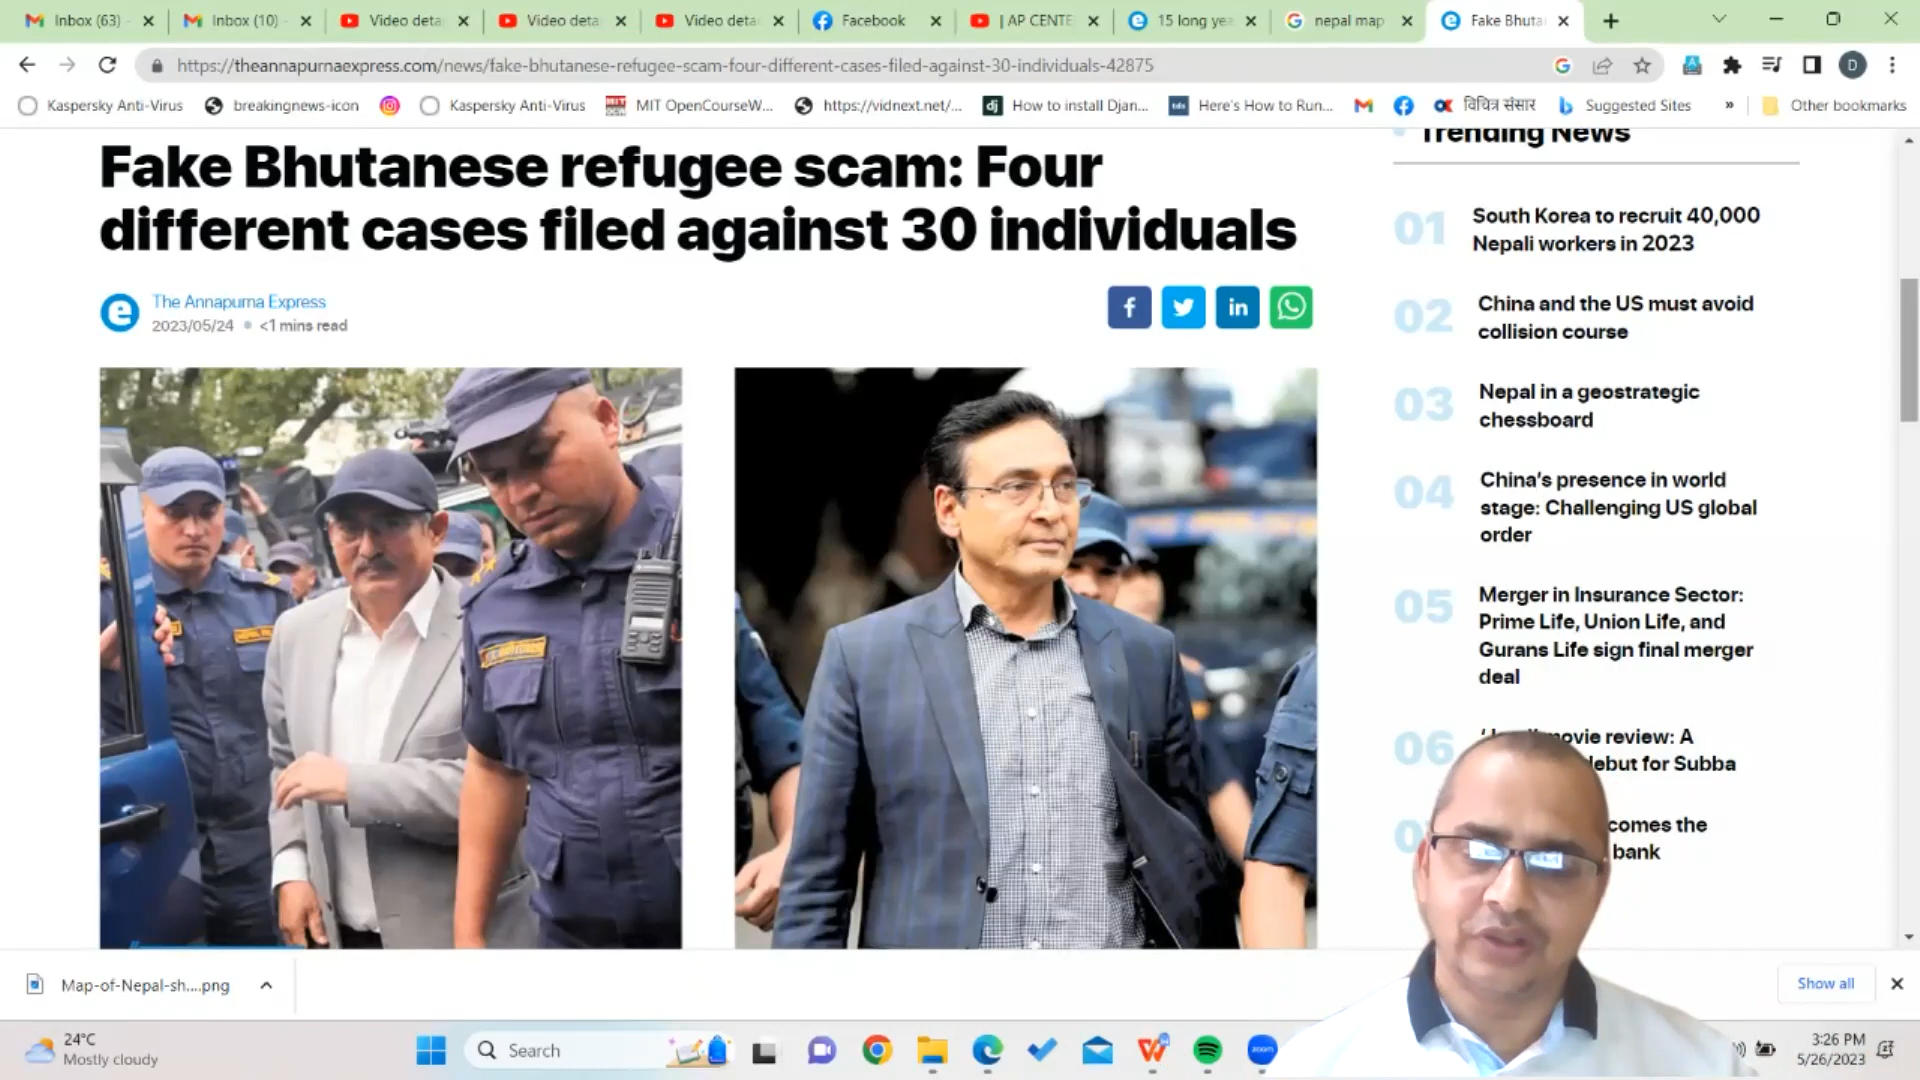 Inbox (63) -
Inbox (10) -
Video deta
Video deta
Video deta
Facebook
| AP CENTE
15 long ye
nepal map
Fake Bhuta
https://theannapurnaexpress.com/news/fake-bhutanese-refugee-scam-four-different-cases-filed-against-30-individuals-42875
D
Kaspersky Anti-Virus
breakingnews-icon
Kaspersky Anti-Virus
MIT OpenCourseW...
https://vidnext.net/...
dj
How to install Djan...
tds
Here's How to Run...
विचित्र संसार
Suggested Sites
»
Other bookmarks
Fake Bhutanese refugee scam: Four
different cases filed against 30 individuals
The Annapurna Express
2023/05/24 • <1 mins read
Trending News
01
South Korea to recruit 40,000
Nepali workers in 2023
02
China and the US must avoid
collision course
03
Nepal in a geostrategic
chessboard
04
China's presence in world
stage: Challenging US global
order
05
Merger in Insurance Sector:
Prime Life, Union Life, and
Gurans Life sign final merger
deal
06
movie review: A
debut for Subba
comes the
bank
Map-of-Nepal-sh....png
Show all
24°C
Mostly cloudy
Search
zoom
3:26 PM
5/26/2023